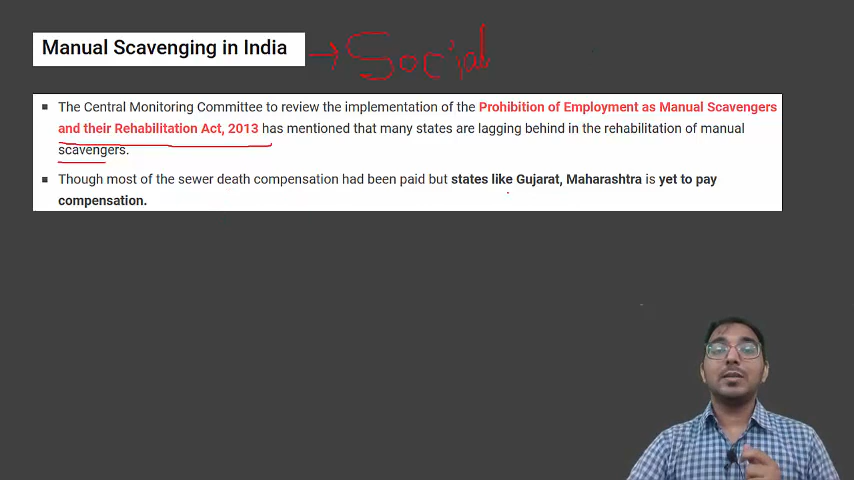 Manual Scavenging in India → Social
▪ The Central Monitoring Committee to review the implementation of the Prohibition of Employment as Manual Scavengers
and their Rehabilitation Act, 2013 has mentioned that many states are lagging behind in the rehabilitation of manual
scavengers.
▪ Though most of the sewer death compensation had been paid but states like Gujarat, Maharashtra is yet to pay
compensation.